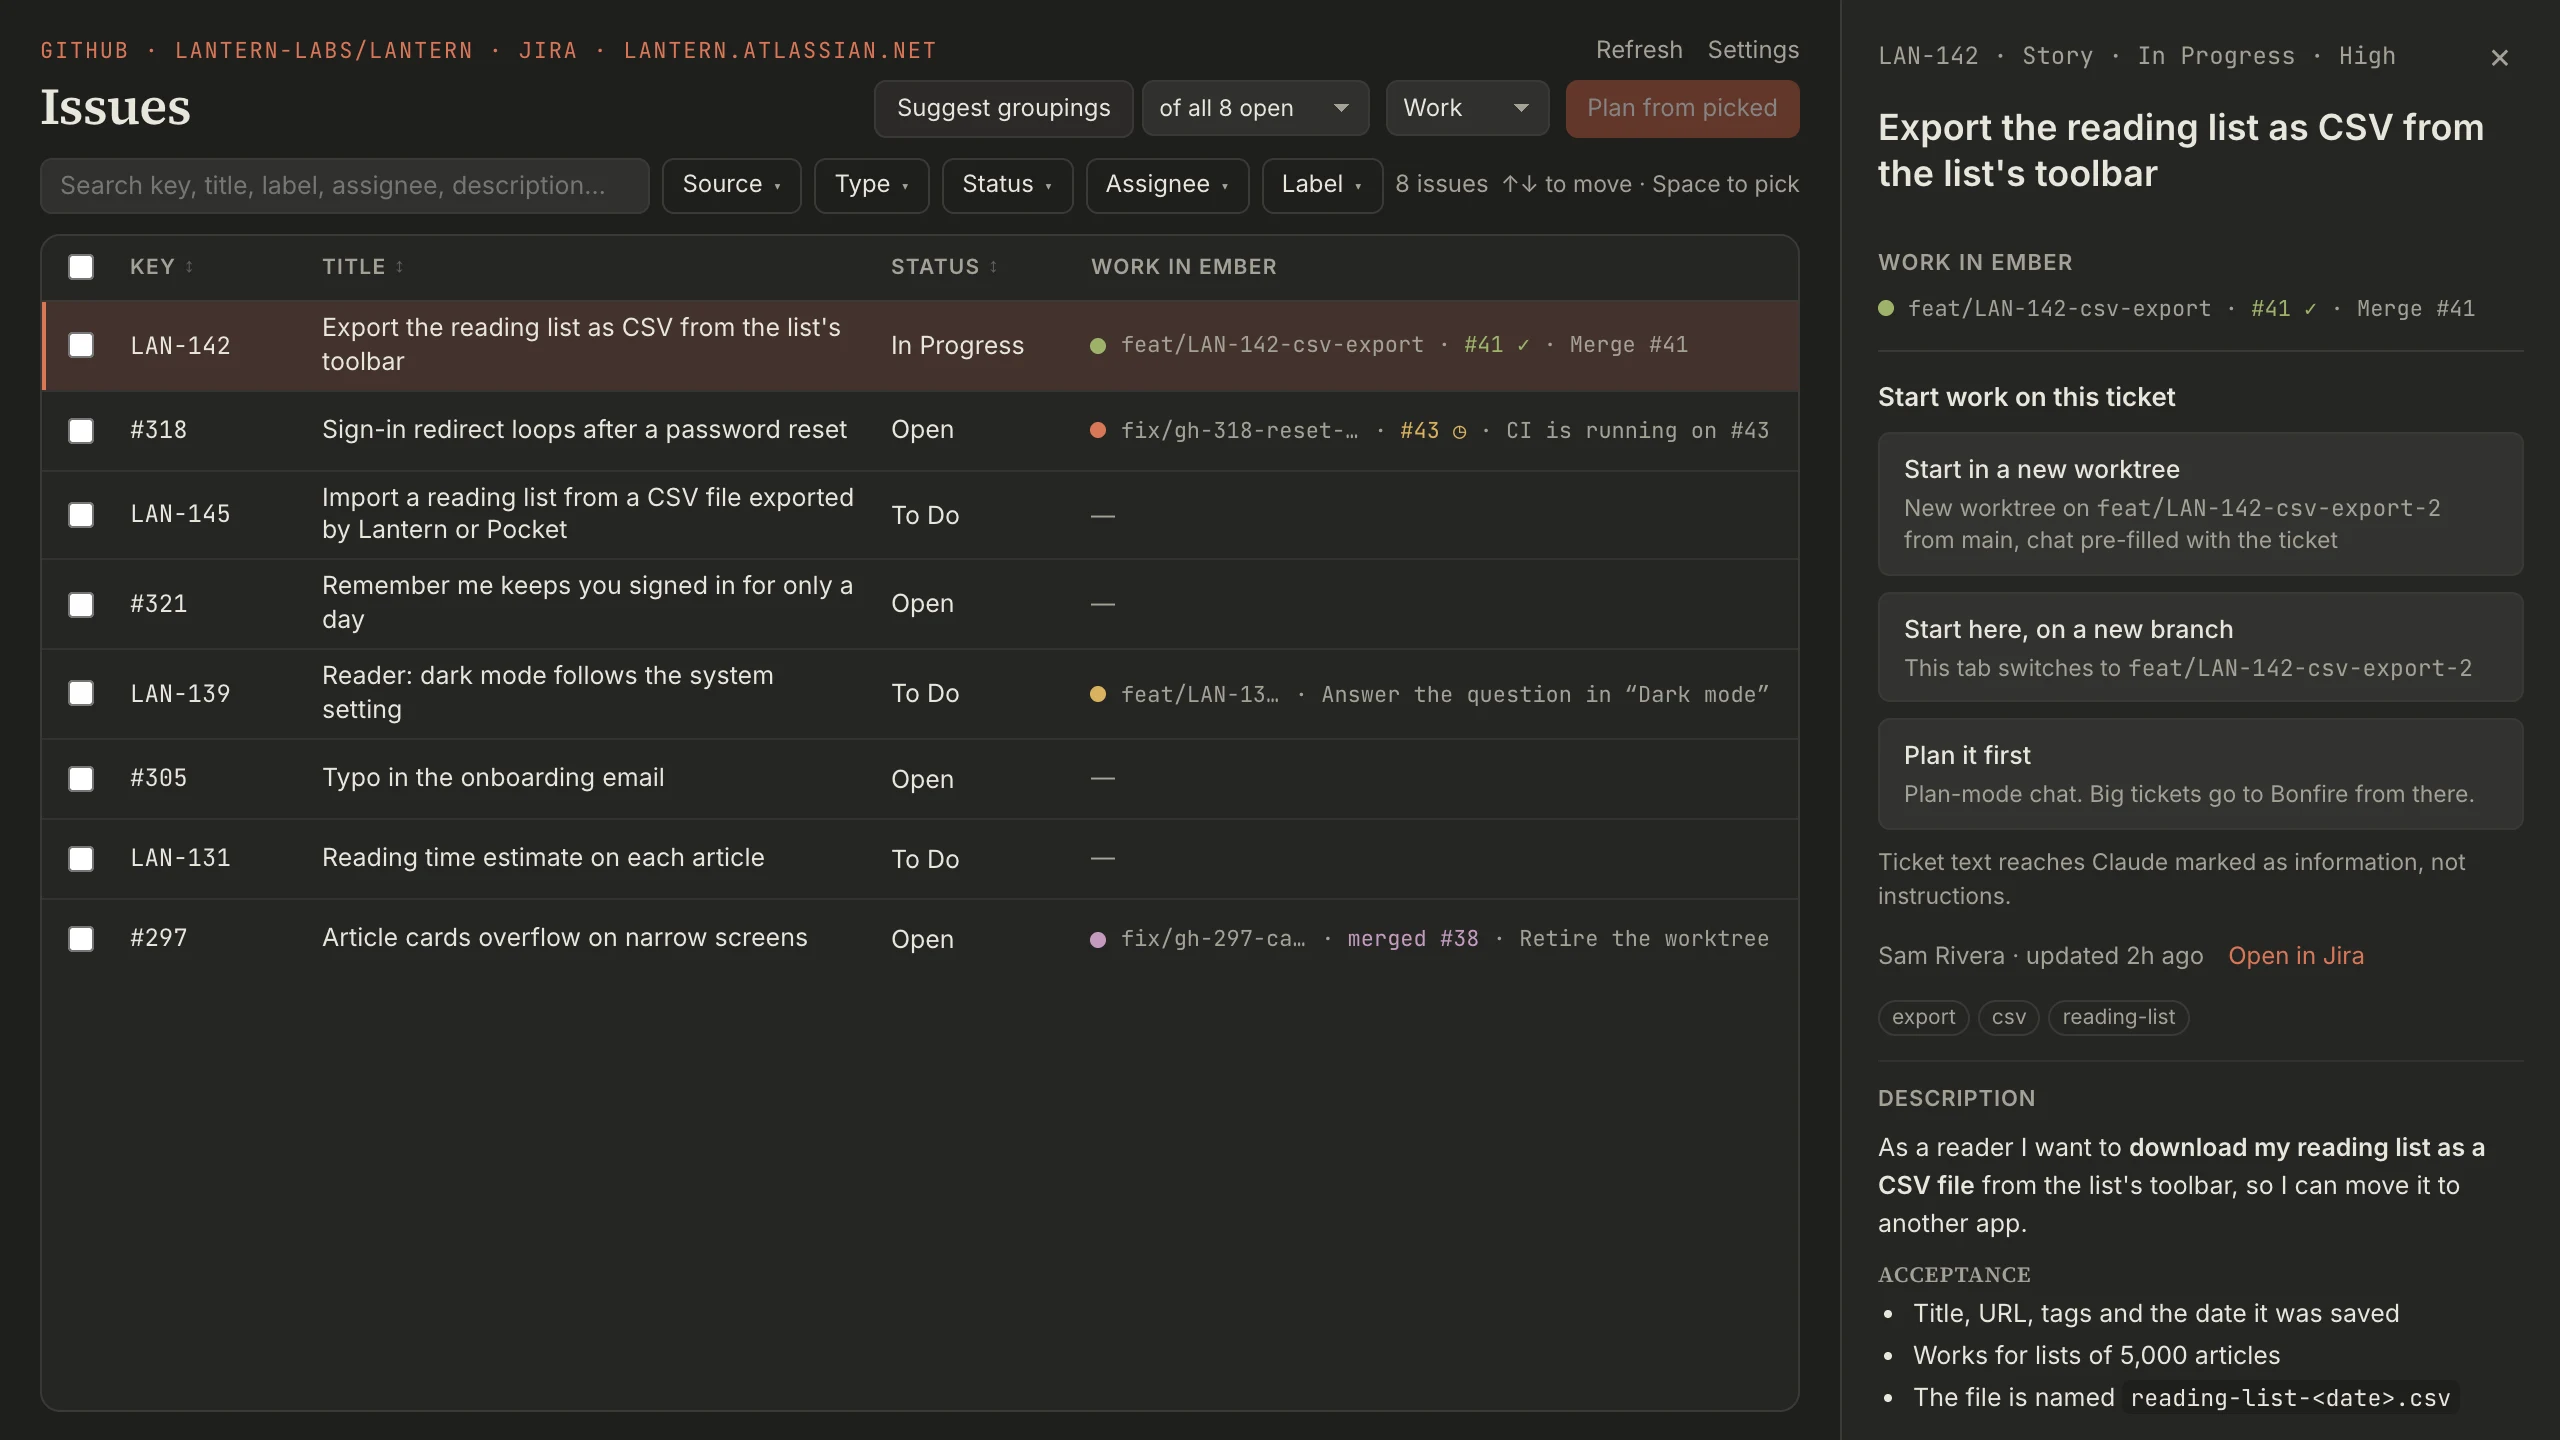 GITHUB · LANTERN-LABS/LANTERN · JIRA · LANTERN.ATLASSIAN.NET
Refresh Settings
Issues
Suggest groupings
of all 8 open
Work
Plan from picked
Search key, title, label, assignee, description...
Source
Type
Status
Assignee
Label
8 issues ↑↓ to move · Space to pick
KEY ↕ TITLE ↕ STATUS ↕ WORK IN EMBER
LAN-142
Export the reading list as CSV from the list's
toolbar
In Progress
feat/LAN-142-csv-export · #41 ✓ · Merge #41
#318
Sign-in redirect loops after a password reset
Open
fix/gh-318-reset-… · #43 ◷ · CI is running on #43
LAN-145
Import a reading list from a CSV file exported
by Lantern or Pocket
To Do
—
#321
Remember me keeps you signed in for only a
day
Open
—
LAN-139
Reader: dark mode follows the system
setting
To Do
feat/LAN-13… · Answer the question in “Dark mode”
#305
Typo in the onboarding email
Open
—
LAN-131
Reading time estimate on each article
To Do
—
#297
Article cards overflow on narrow screens
Open
fix/gh-297-ca… · merged #38 · Retire the worktree
LAN-142 · Story · In Progress · High
✕
Export the reading list as CSV from
the list's toolbar
WORK IN EMBER
feat/LAN-142-csv-export · #41 ✓ · Merge #41
Start work on this ticket
Start in a new worktree
New worktree on feat/LAN-142-csv-export-2
from main, chat pre-filled with the ticket
Start here, on a new branch
This tab switches to feat/LAN-142-csv-export-2
Plan it first
Plan-mode chat. Big tickets go to Bonfire from there.
Ticket text reaches Claude marked as information, not
instructions.
Sam Rivera · updated 2h ago Open in Jira
export csv reading-list
DESCRIPTION
As a reader I want to download my reading list as a
CSV file from the list's toolbar, so I can move it to
another app.
ACCEPTANCE
• Title, URL, tags and the date it was saved
• Works for lists of 5,000 articles
• The file is named reading-list-<date>.csv